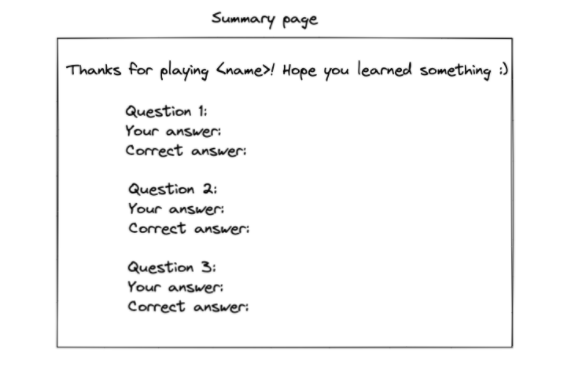 Summary page
Thanks for playing <name>! Hope you learned something :)
Question 1:
Your answer:
Correct answer:
Question 2:
Your answer:
Correct answer:
Question 3:
Your answer:
Correct answer: